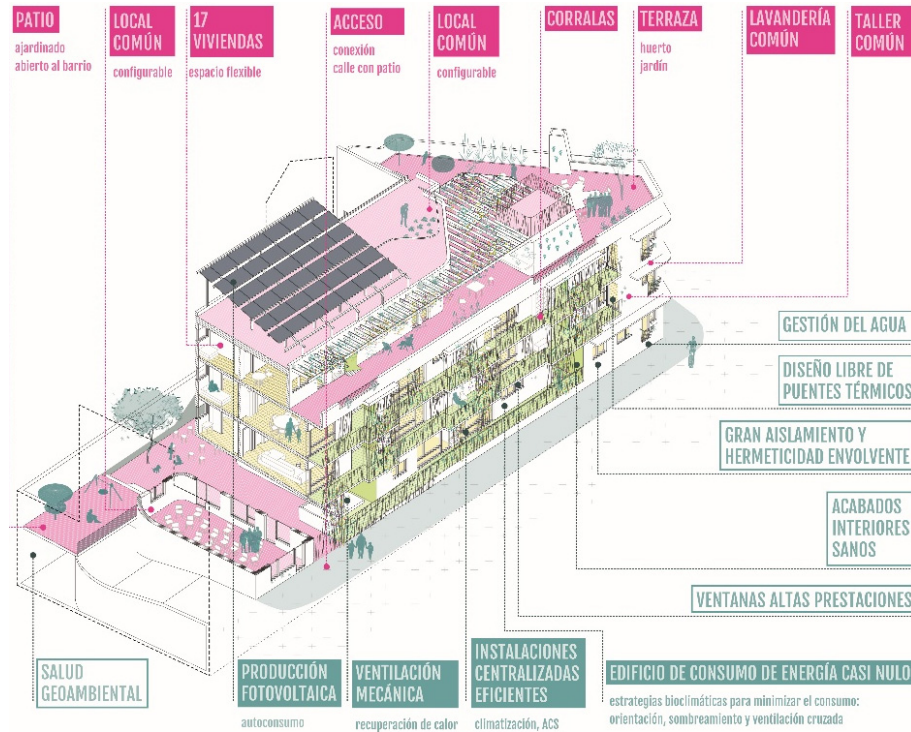 PATIO
ajardinado
abierto al barrio
LOCAL
COMÚN
configurable
17
VIVIENDAS
espacio flexible
ACCESO
conexión
calle con patio
LOCAL
COMÚN
configurable
CORRALAS
TERRAZA
huerto
jardín
LAVANDERÍA
COMÚN
TALLER
COMÚN
GESTIÓN DEL AGUA
DISEÑO LIBRE DE
PUENTES TÉRMICOS
GRAN AISLAMIENTO Y
HERMETICIDAD ENVOLVENTE
ACABADOS
INTERIORES
SANOS
VENTANAS ALTAS PRESTACIONES
SALUD
GEOAMBIENTAL
PRODUCCIÓN
FOTOVOLTAICA
autoconsumo
VENTILACIÓN
MECÁNICA
recuperación de calor
INSTALACIONES
CENTRALIZADAS
EFICIENTES
climatización, ACS
EDIFICIO DE CONSUMO DE ENERGÍA CASI NULO
estrategias bioclimáticas para minimizar el consumo:
orientación, sombreamiento y ventilación cruzada